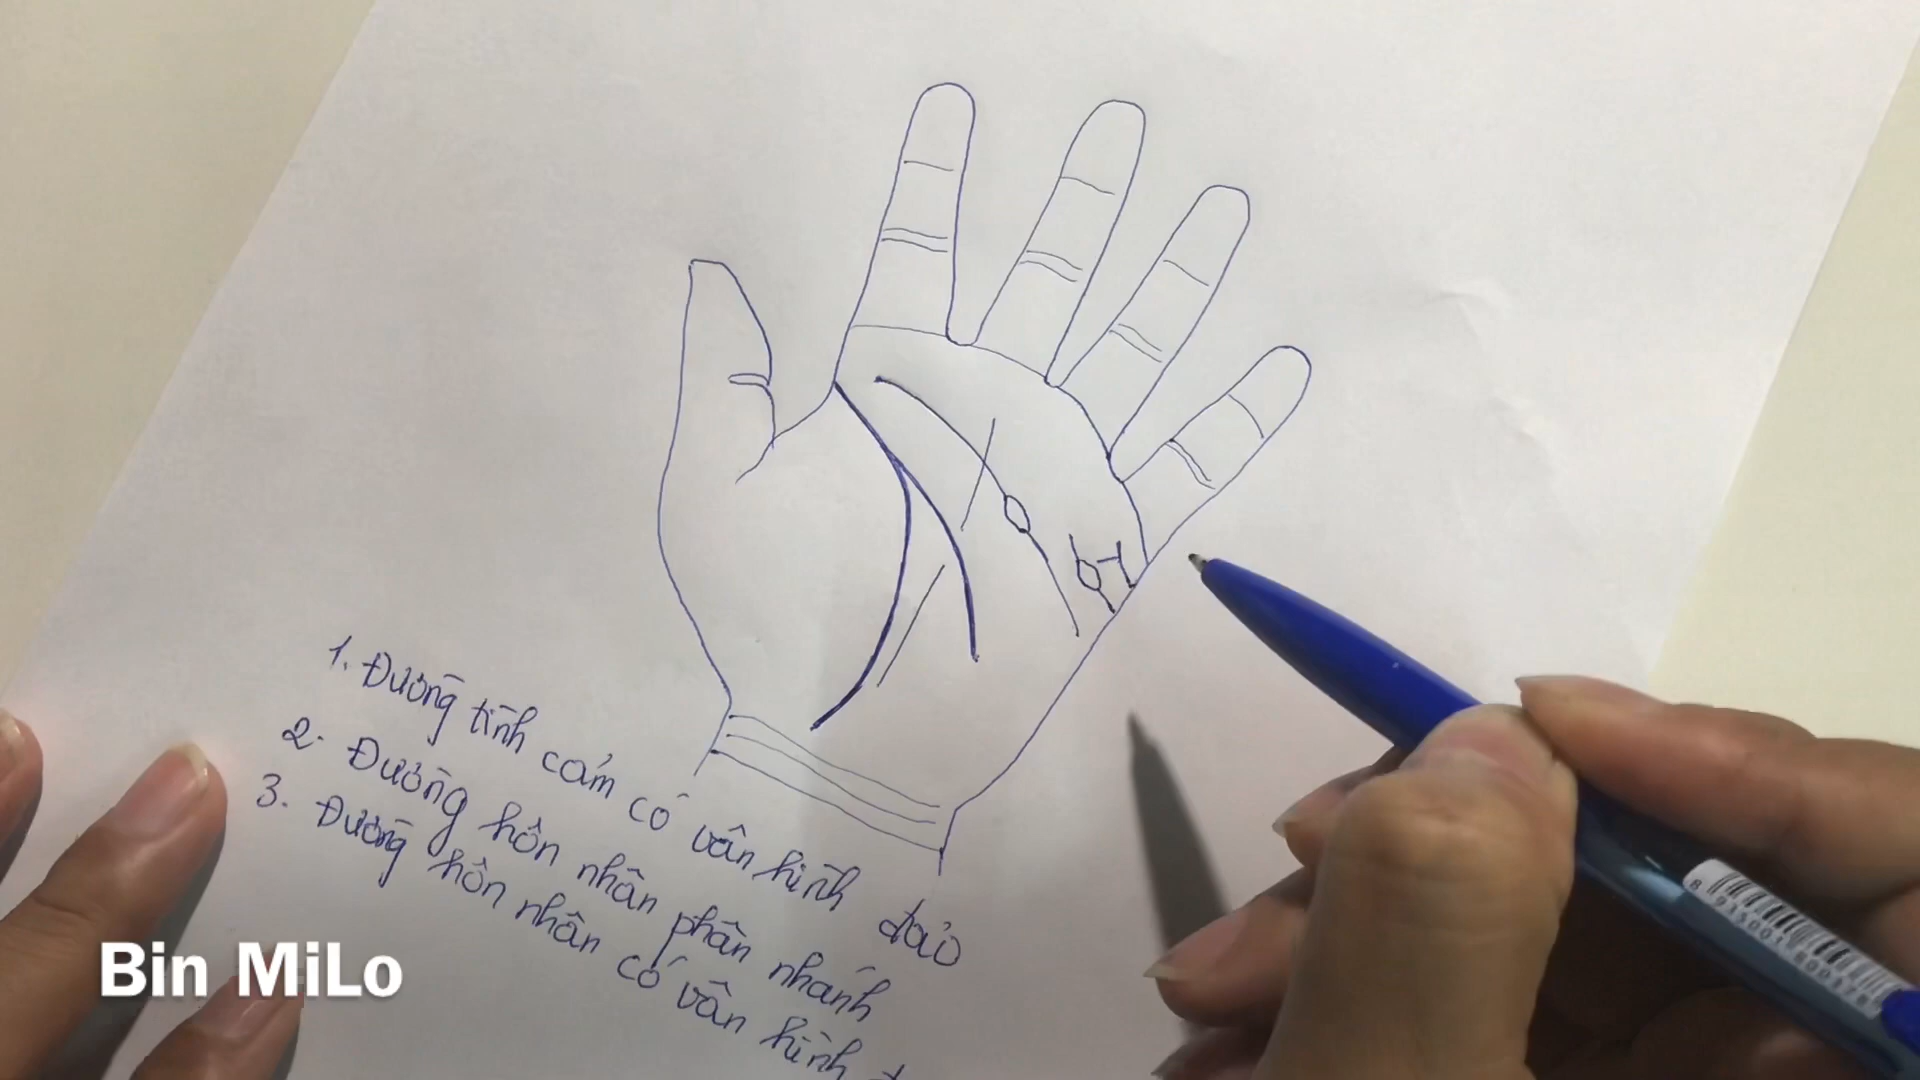 1. Đường tình cảm có vân hình đảo
2. Đường hôn nhân phân nhánh
3. Đường hôn nhân có vân hình
Bin MiLo